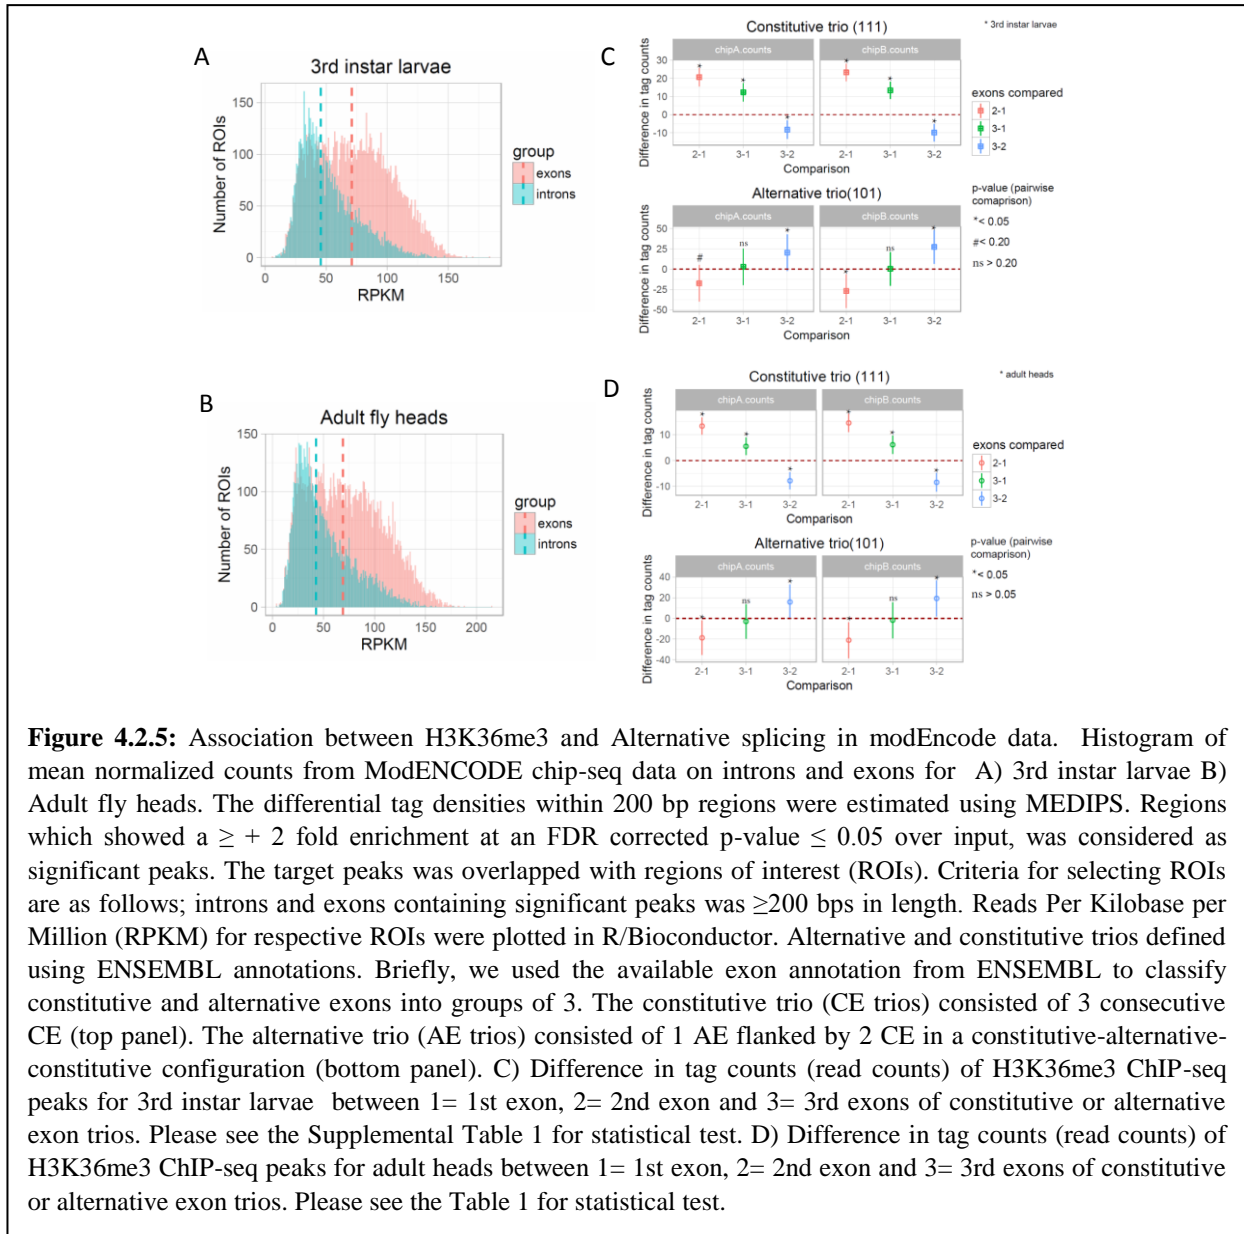 A
3rd instar larvae
150
100
50
0
Number of ROIs
0 50 100 150
RPKM
group
exons
introns
B
Adult fly heads
150
100
50
0
Number of ROIs
0 50 100 150 200
RPKM
group
exons
introns
C
Constitutive trio (111)
* 3rd instar larvae
chipA.counts chipB.counts
30
20
10
0
-10
Difference in tag counts
* * * * * *
2-1 3-1 3-2 2-1 3-1 3-2
Comparison
exons compared
2-1
3-1
3-2
Alternative trio(101)
chipA.counts chipB.counts
50
25
0
-25
-50
Difference in tag counts
# ns * * ns *
2-1 3-1 3-2 2-1 3-1 3-2
Comparison
p-value (pairwise
comaprison)
*< 0.05
#< 0.20
ns > 0.20
D
Constitutive trio (111)
* adult heads
chipA.counts chipB.counts
10
0
-10
Difference in tag counts
* * * * * *
2-1 3-1 3-2 2-1 3-1 3-2
Comparison
exons compared
2-1
3-1
3-2
Alternative trio(101)
chipA.counts chipB.counts
40
20
0
-20
-40
Difference in tag counts
* ns * * ns *
2-1 3-1 3-2 2-1 3-1 3-2
Comparison
p-value (pairwise
comaprison)
*< 0.05
ns > 0.05
Figure 4.2.5: Association between H3K36me3 and Alternative splicing in modEncode data. Histogram of
mean normalized counts from ModENCODE chip-seq data on introns and exons for A) 3rd instar larvae B)
Adult fly heads. The differential tag densities within 200 bp regions were estimated using MEDIPS. Regions
which showed a ≥ + 2 fold enrichment at an FDR corrected p-value ≤ 0.05 over input, was considered as
significant peaks. The target peaks was overlapped with regions of interest (ROIs). Criteria for selecting ROIs
are as follows; introns and exons containing significant peaks was ≥200 bps in length. Reads Per Kilobase per
Million (RPKM) for respective ROIs were plotted in R/Bioconductor. Alternative and constitutive trios defined
using ENSEMBL annotations. Briefly, we used the available exon annotation from ENSEMBL to classify
constitutive and alternative exons into groups of 3. The constitutive trio (CE trios) consisted of 3 consecutive
CE (top panel). The alternative trio (AE trios) consisted of 1 AE flanked by 2 CE in a constitutive-alternative-
constitutive configuration (bottom panel). C) Difference in tag counts (read counts) of H3K36me3 ChIP-seq
peaks for 3rd instar larvae between 1= 1st exon, 2= 2nd exon and 3= 3rd exons of constitutive or alternative
exon trios. Please see the Supplemental Table 1 for statistical test. D) Difference in tag counts (read counts) of
H3K36me3 ChIP-seq peaks for adult heads between 1= 1st exon, 2= 2nd exon and 3= 3rd exons of constitutive
or alternative exon trios. Please see the Table 1 for statistical test.